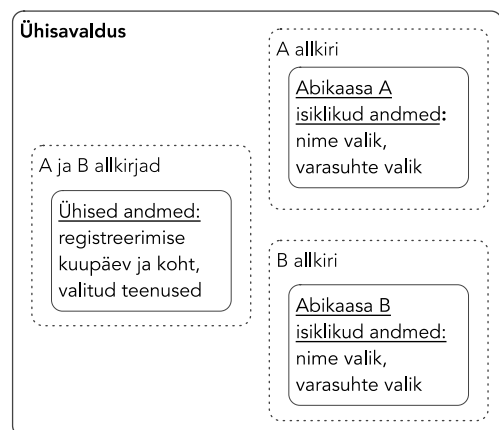 Ühisavaldus
A allkiri
Abikaasa A
isiklikud andmed:
nime valik,
varasuhte valik
A ja B allkirjad
Ühised andmed:
registreerimise
kuupäev ja koht,
valitud teenused
B allkiri
Abikaasa B
isiklikud andmed:
nime valik,
varasuhte valik